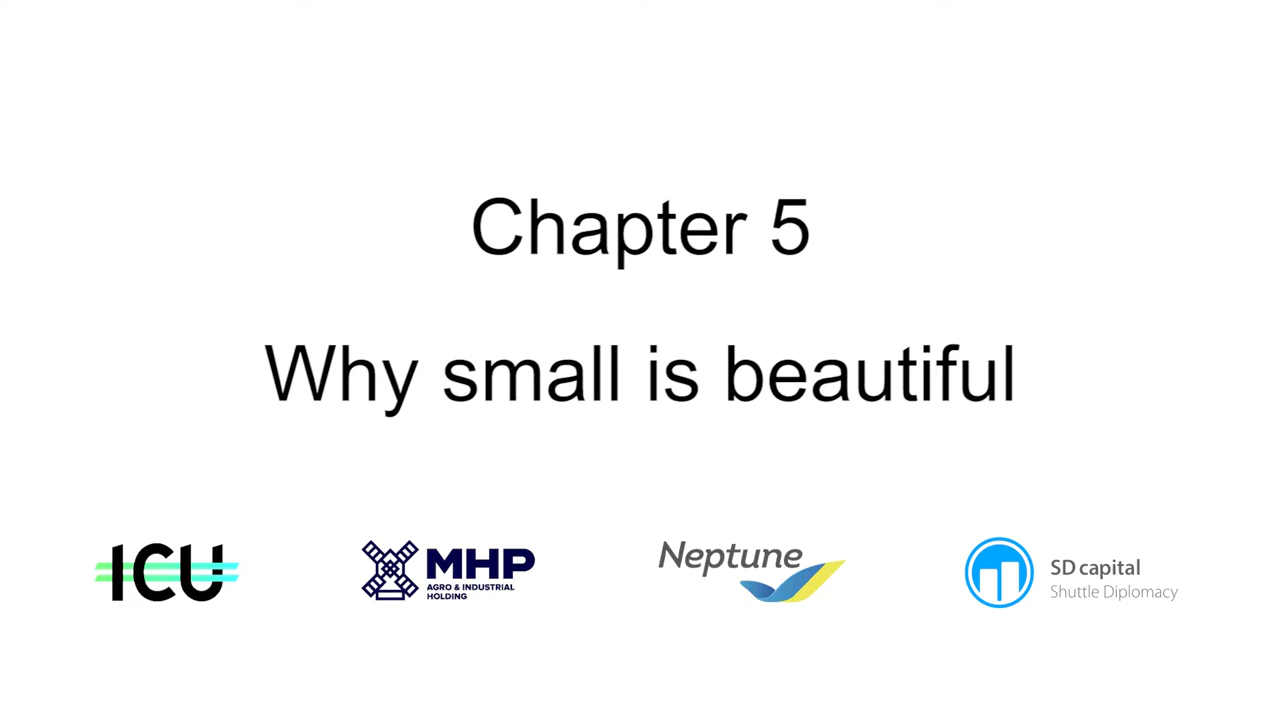 Chapter 5
Why small is beautiful
ICU
MHP
AGRO & INDUSTRIAL
HOLDING
Neptune
SD capital
Shuttle Diplomacy